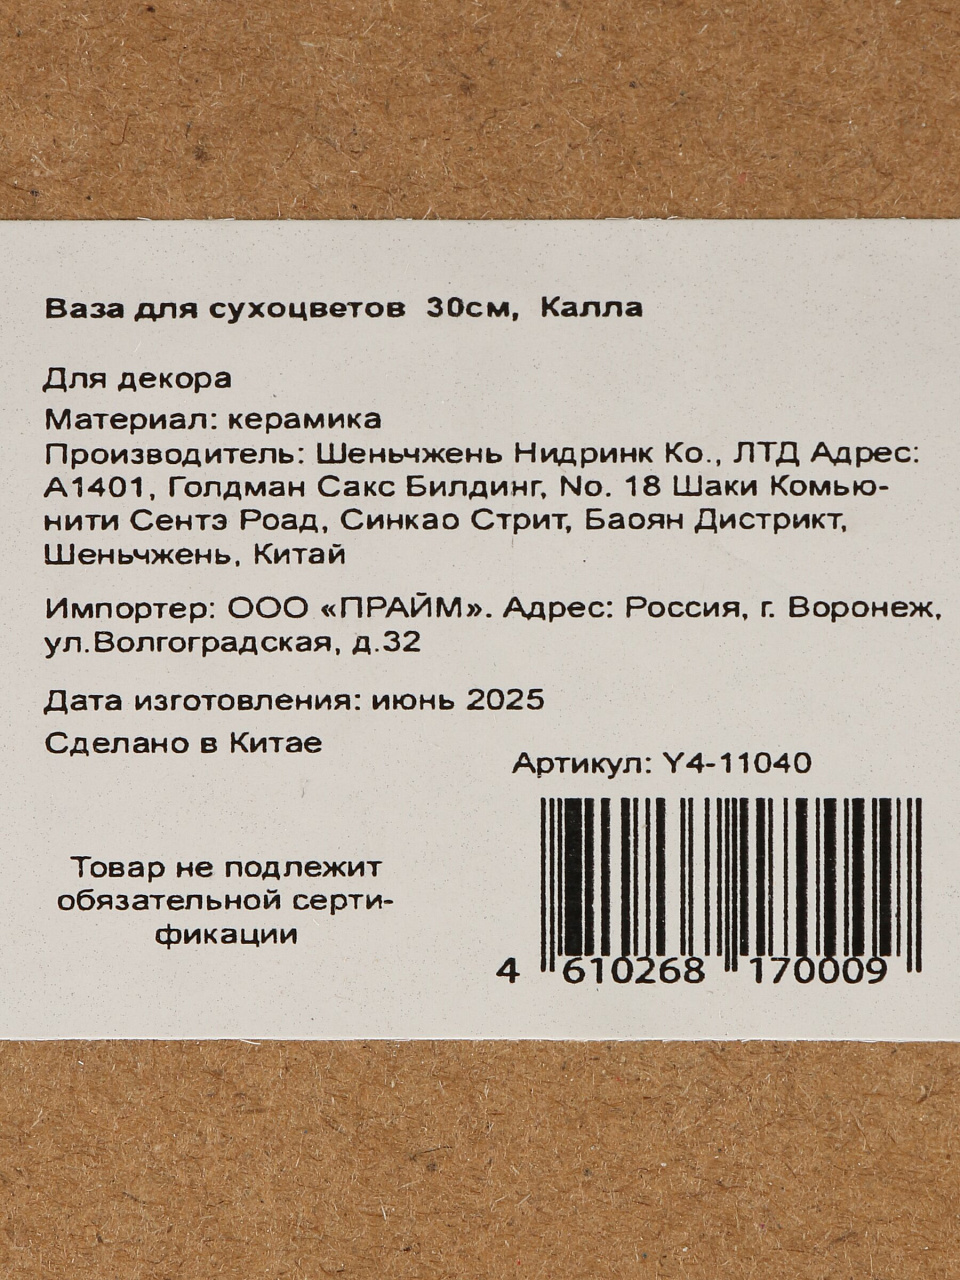 Ваза для сухоцветов 30см, Калла
Для декора
Материал: керамика
Производитель: Шеньчжень Нидринк Ко., ЛТД Адрес:
А1401, Голдман Сакс Билдинг, No. 18 Шаки Комью-
нити Сентэ Роад, Синкао Стрит, Баоян Дистрикт,
Шеньчжень, Китай
Импортер: ООО «ПРАЙМ». Адрес: Россия, г. Воронеж,
ул.Волгоградская, д.32
Дата изготовления: июнь 2025
Сделано в Китае
Артикул: Y4-11040
Товар не подлежит
обязательной серти-
фикации
4 610268 170009